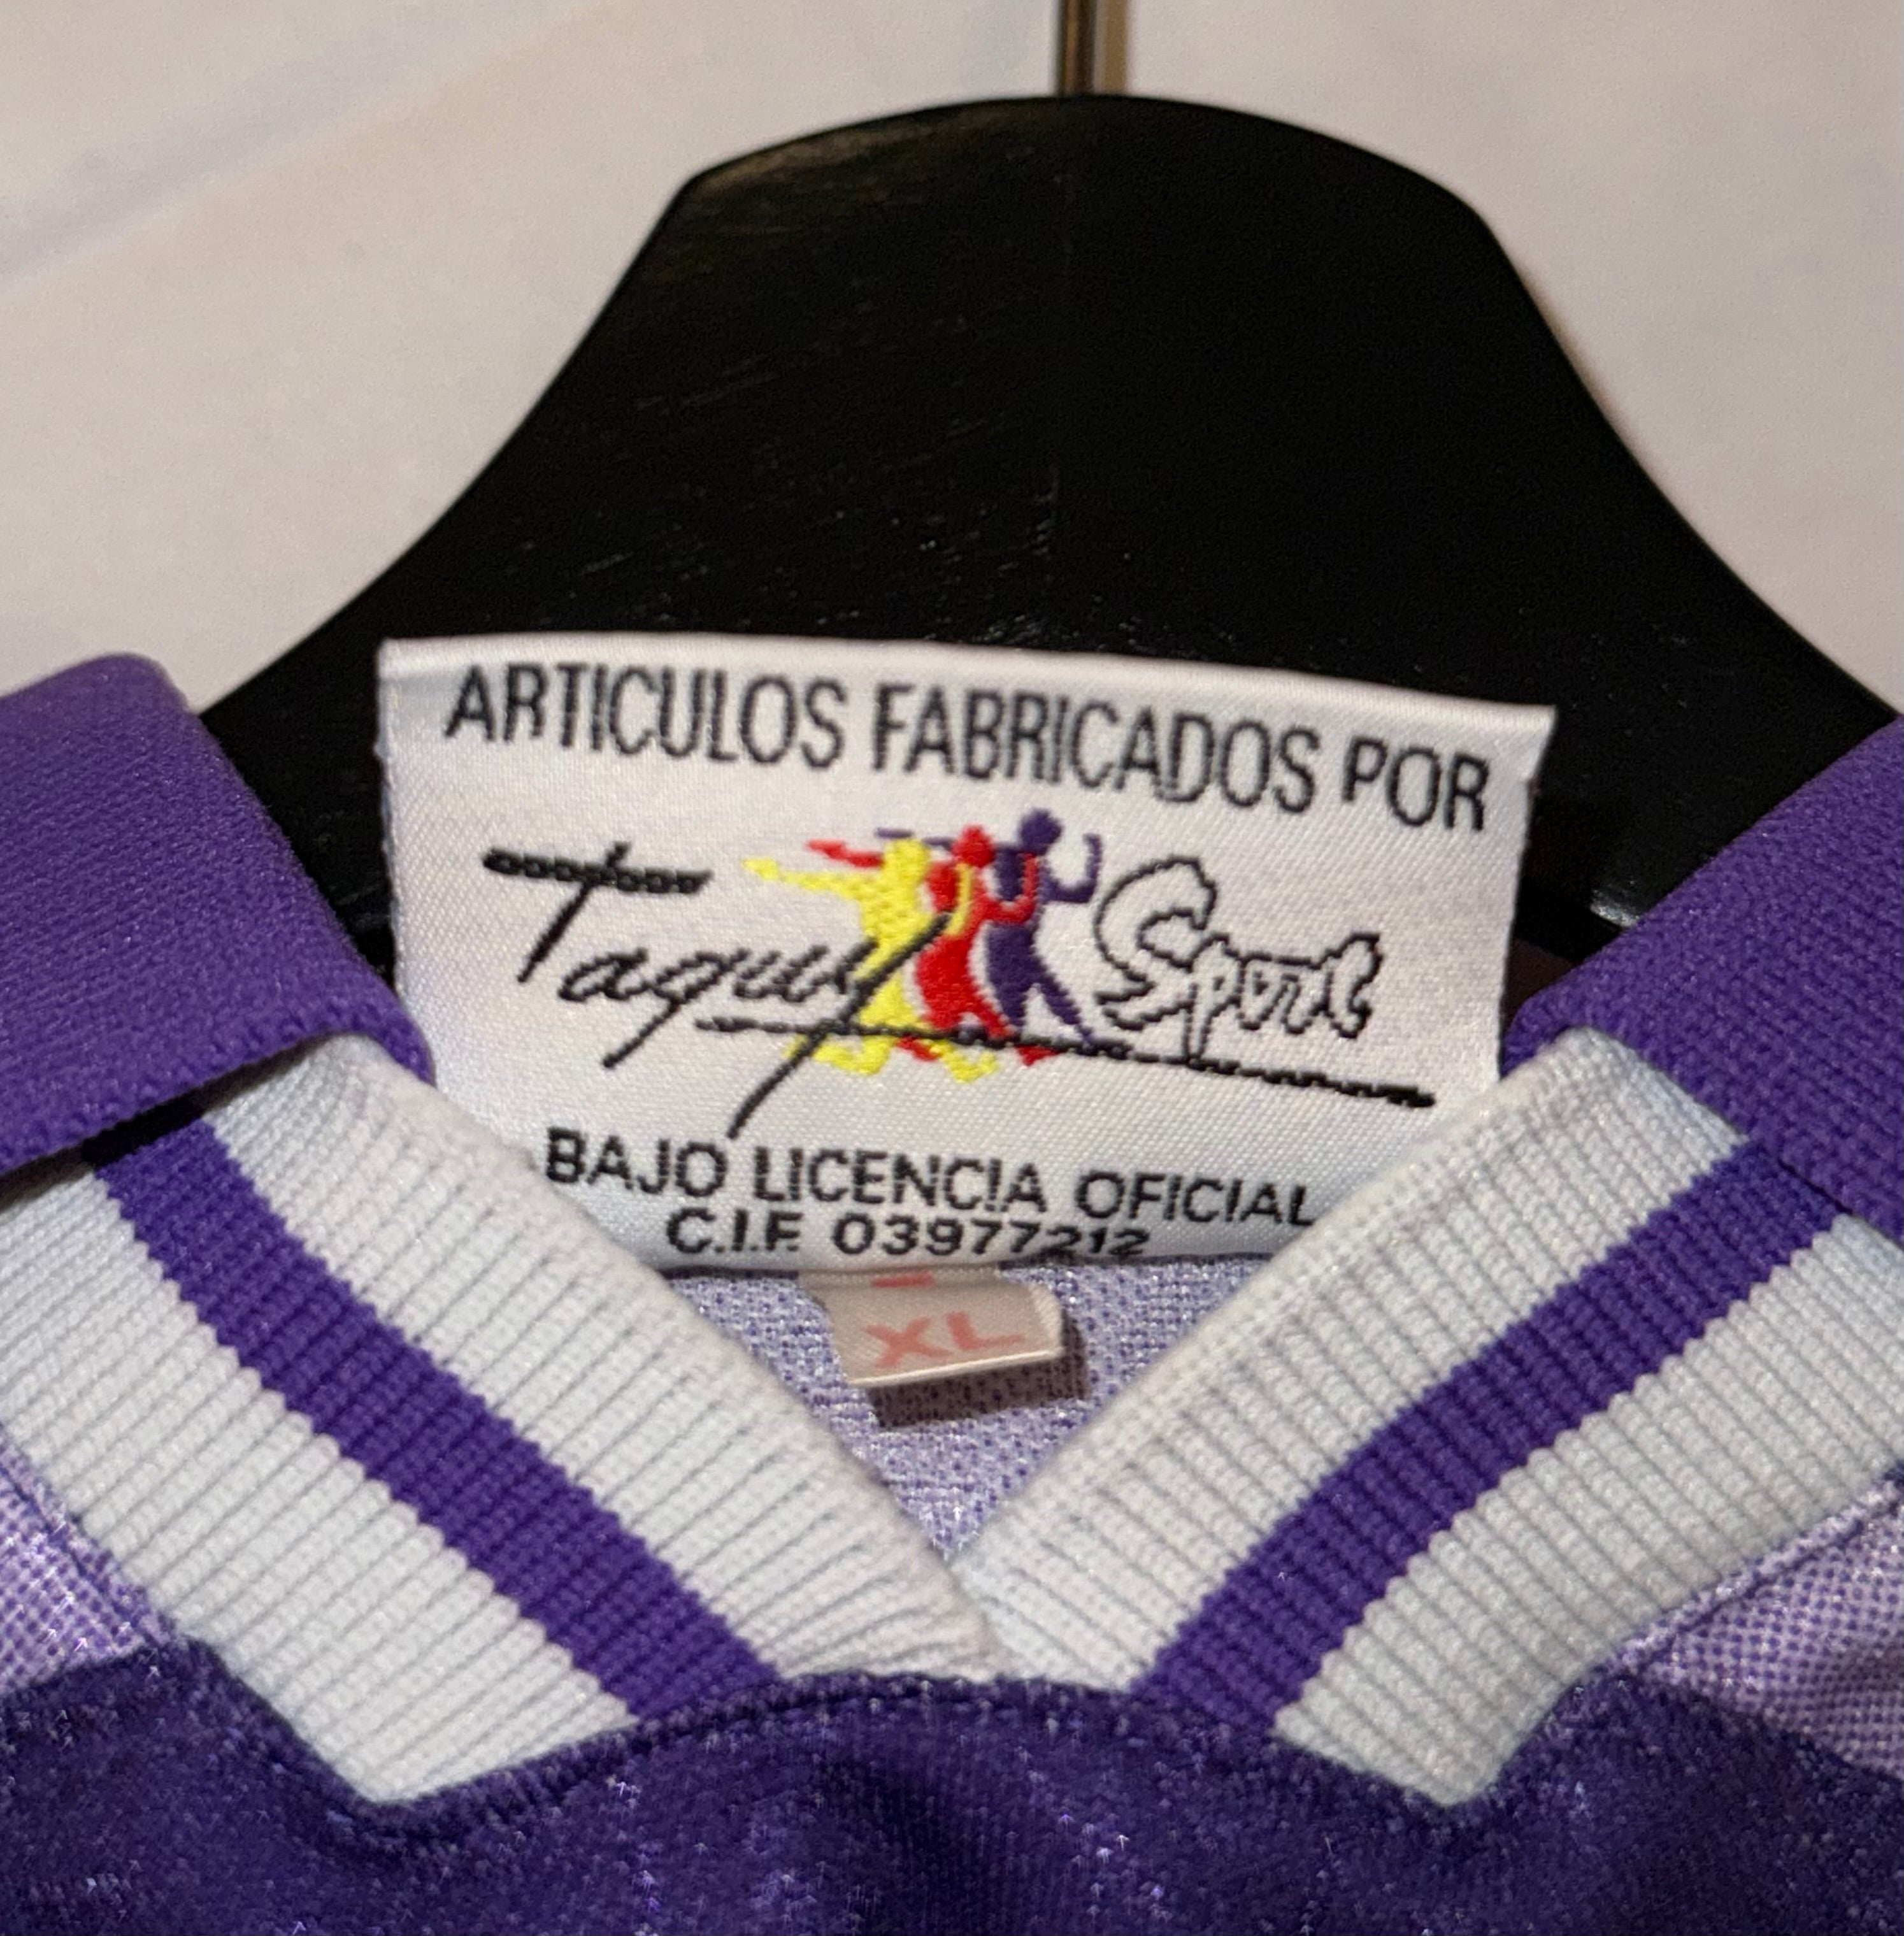 ARTICULOS FABRICADOS POR
Taquy Sport
BAJO LICENCIA OFICIAL
C.I.F. 03977212
XL